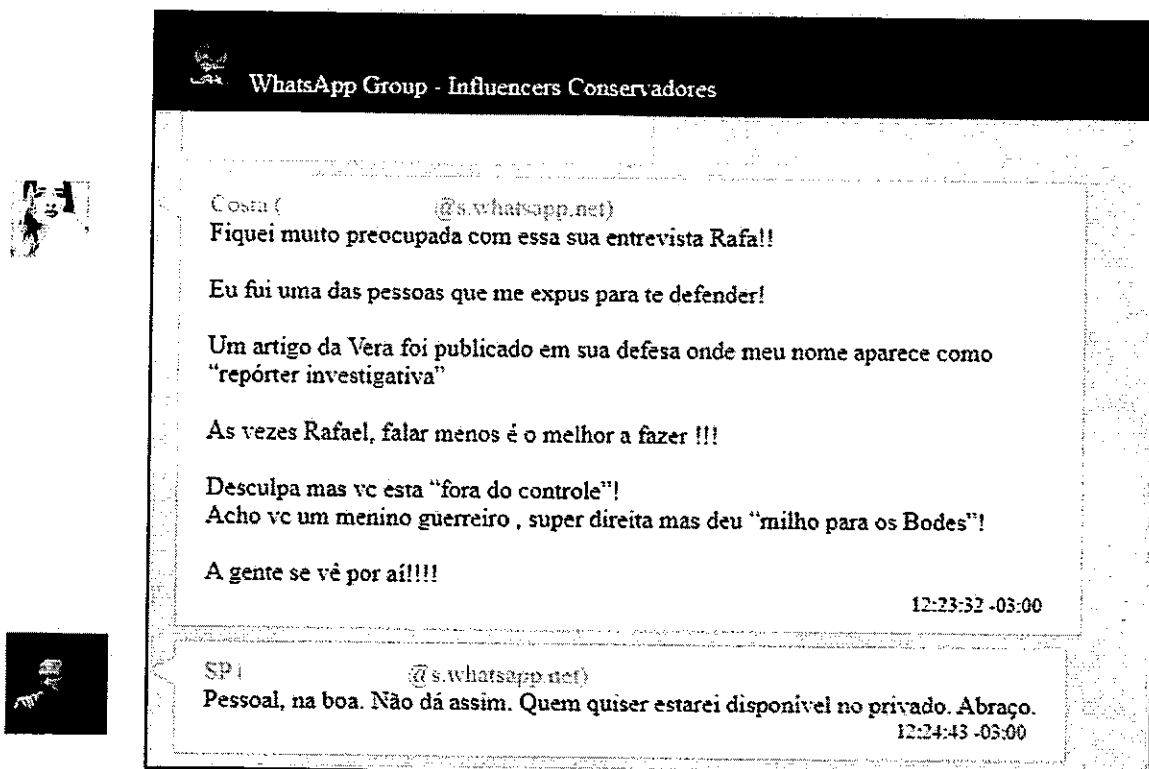 WhatsApp Group - Influencers Conservadores
Costa ( @s.whatsapp.net)
Fiquei muito preocupada com essa sua entrevista Rafa!!
Eu fui uma das pessoas que me expus para te defender!
Um artigo da Vera foi publicado em sua defesa onde meu nome aparece como
“repórter investigativa”
As vezes Rafael, falar menos é o melhor a fazer !!!
Desculpa mas vc esta “fora do controle”!
Acho vc um menino guerreiro , super direita mas deu “milho para os Bodes”!
A gente se vê por aí!!!!
12:23:32 -03:00
SP ( @s.whatsapp.net)
Pessoal, na boa. Não dá assim. Quem quiser estarei disponível no privado. Abraço.
12:24:43 -03:00